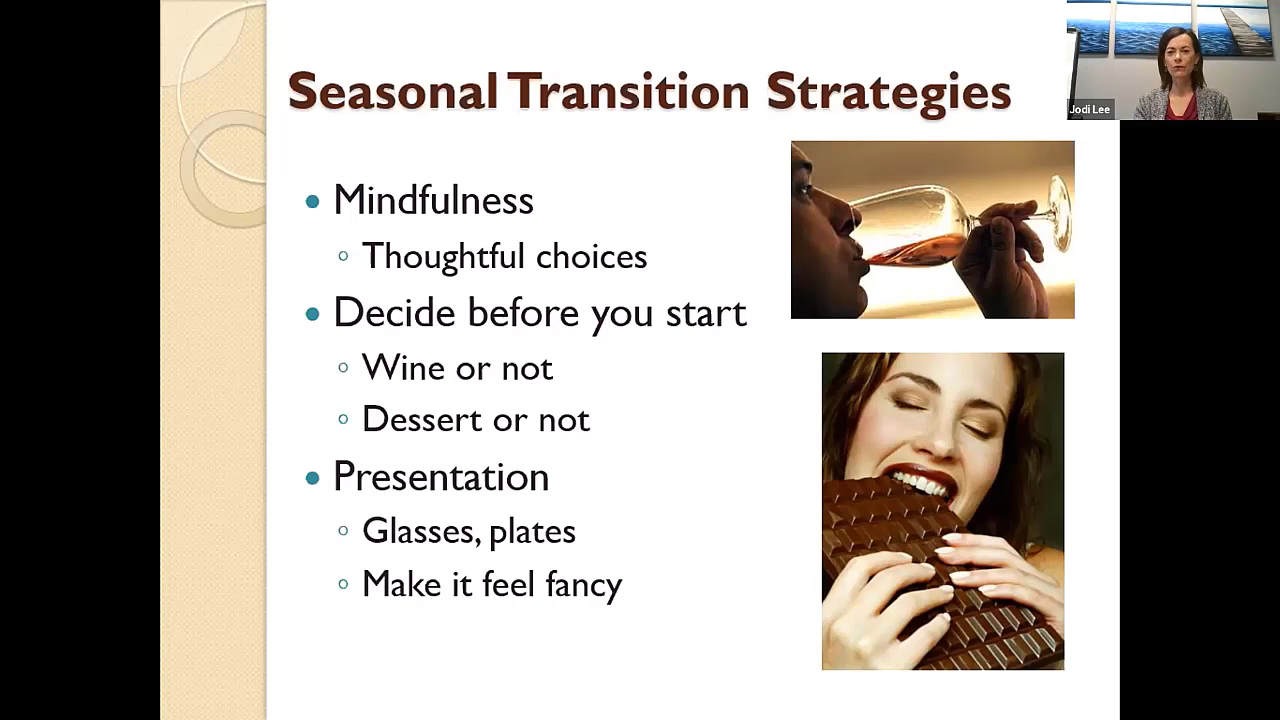 Seasonal Transition Strategies
Jodi Lee
• Mindfulness
◦ Thoughtful choices
• Decide before you start
◦ Wine or not
◦ Dessert or not
• Presentation
◦ Glasses, plates
◦ Make it feel fancy